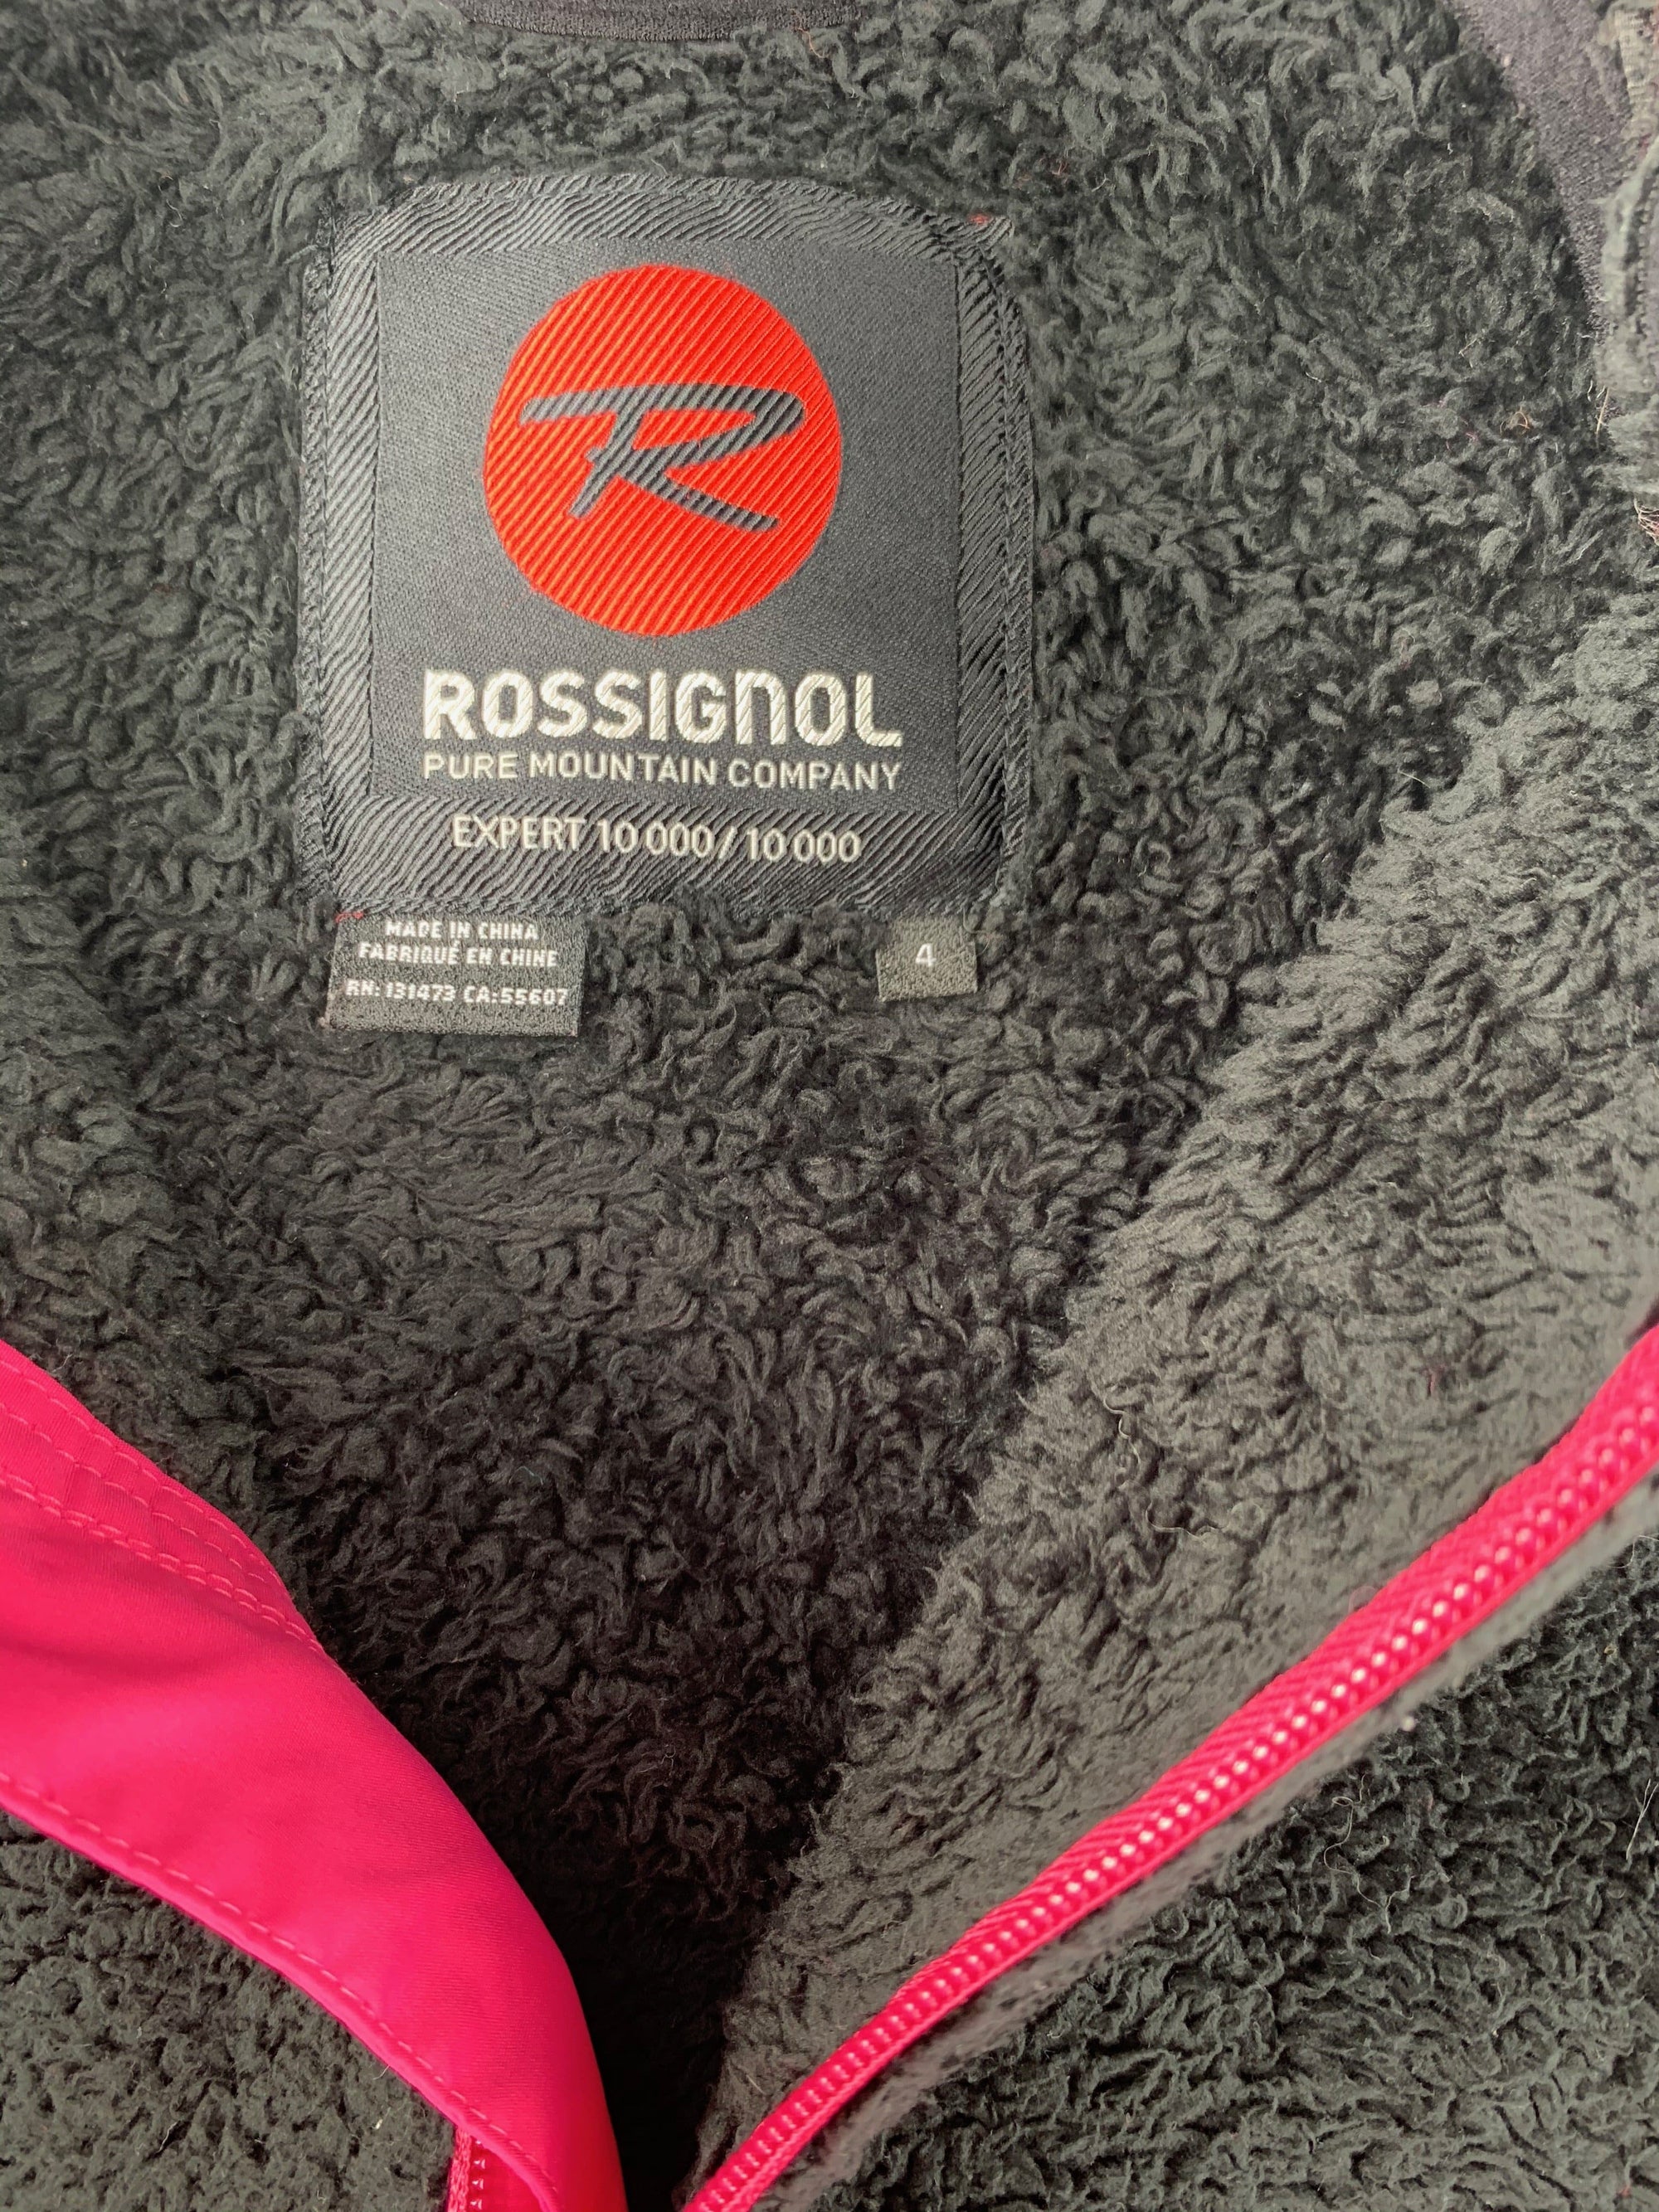 R
ROSSIGNOL
PURE MOUNTAIN COMPANY
EXPERT 10 000/10 000
MADE IN CHINA
FABRIQUÉ EN CHINE
RN: 131473 CA:55607
4